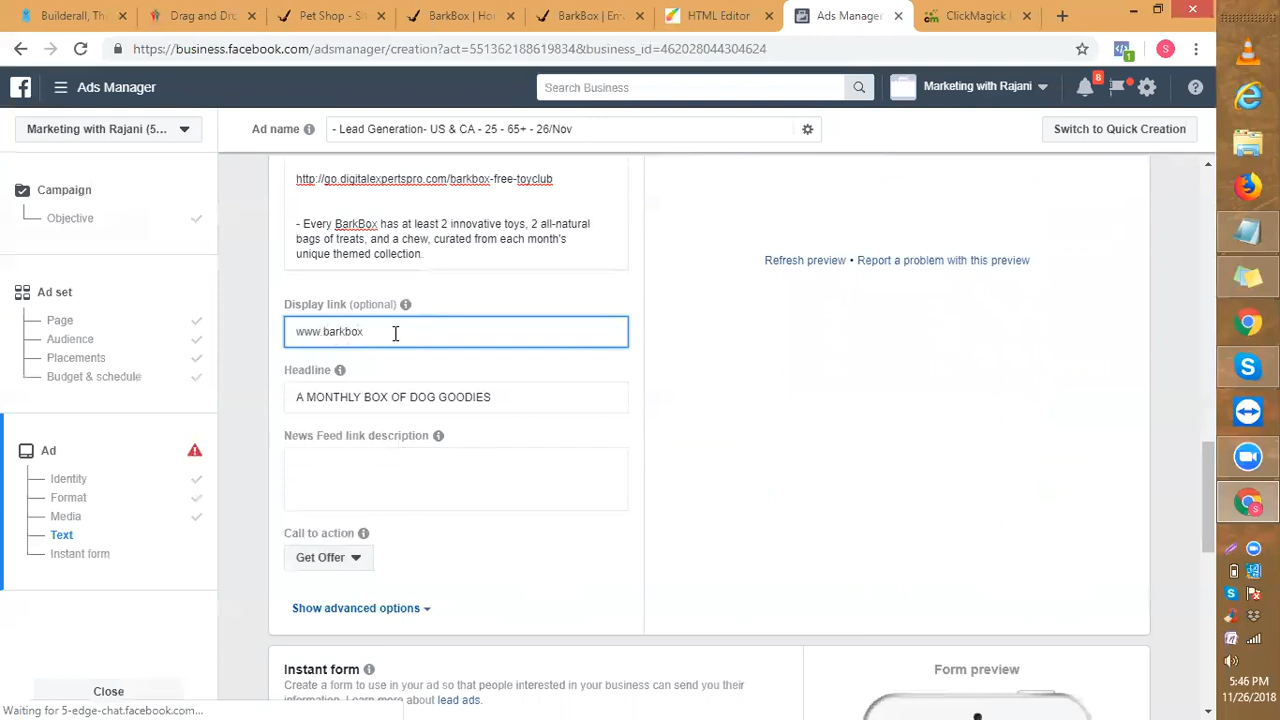 Builderall, Th
Drag and Dro
Pet Shop - Si
BarkBox | Ho
BarkBox | Em
HTML Editor
Ads Manager
ClickMagick |
https://business.facebook.com/adsmanager/creation?act=551362188619834&business_id=462028044304624
S
1
Ads Manager
Search Business
Marketing with Rajani
8
Marketing with Rajani (5...
Ad name
- Lead Generation- US & CA - 25 - 65+ - 26/Nov
Switch to Quick Creation
Campaign
Objective
Ad set
Page
Audience
Placements
Budget & schedule
Ad
Identity
Format
Media
Text
Instant form
Close
http://go.digitalexpertspro.com/barkbox-free-toyclub
- Every BarkBox has at least 2 innovative toys, 2 all-natural
bags of treats, and a chew, curated from each month's
unique themed collection.
Refresh preview • Report a problem with this preview
Display link (optional)
www.barkbox
Headline
A MONTHLY BOX OF DOG GOODIES
News Feed link description
Call to action
Get Offer
Show advanced options
Instant form
Create a form to use in your ad so that people interested in your business can send you their
information. Learn more about lead ads.
Form preview
Waiting for 5-edge-chat.facebook.com...
5:46 PM
11/26/2018